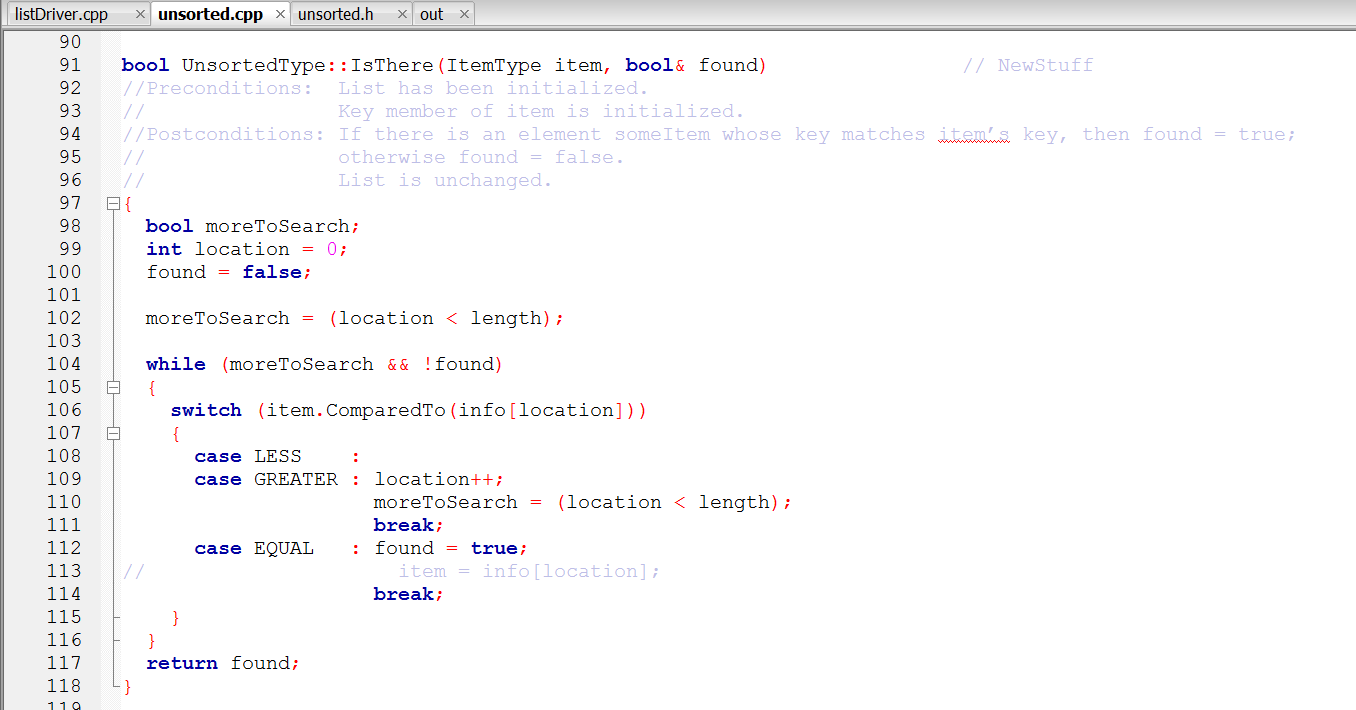 listDriver.cpp × unsorted.cpp × unsorted.h × out ×
90
91 bool UnsortedType::IsThere(ItemType item, bool& found) // NewStuff
92 //Preconditions: List has been initialized.
93 // Key member of item is initialized.
94 //Postconditions: If there is an element someItem whose key matches item’s key, then found = true;
95 // otherwise found = false.
96 // List is unchanged.
97 {
98 bool moreToSearch;
99 int location = 0;
100 found = false;
101
102 moreToSearch = (location < length);
103
104 while (moreToSearch && !found)
105 {
106 switch (item.ComparedTo(info[location]))
107 {
108 case LESS :
109 case GREATER : location++;
110 moreToSearch = (location < length);
111 break;
112 case EQUAL : found = true;
113 // item = info[location];
114 break;
115 }
116 }
117 return found;
118 }
119